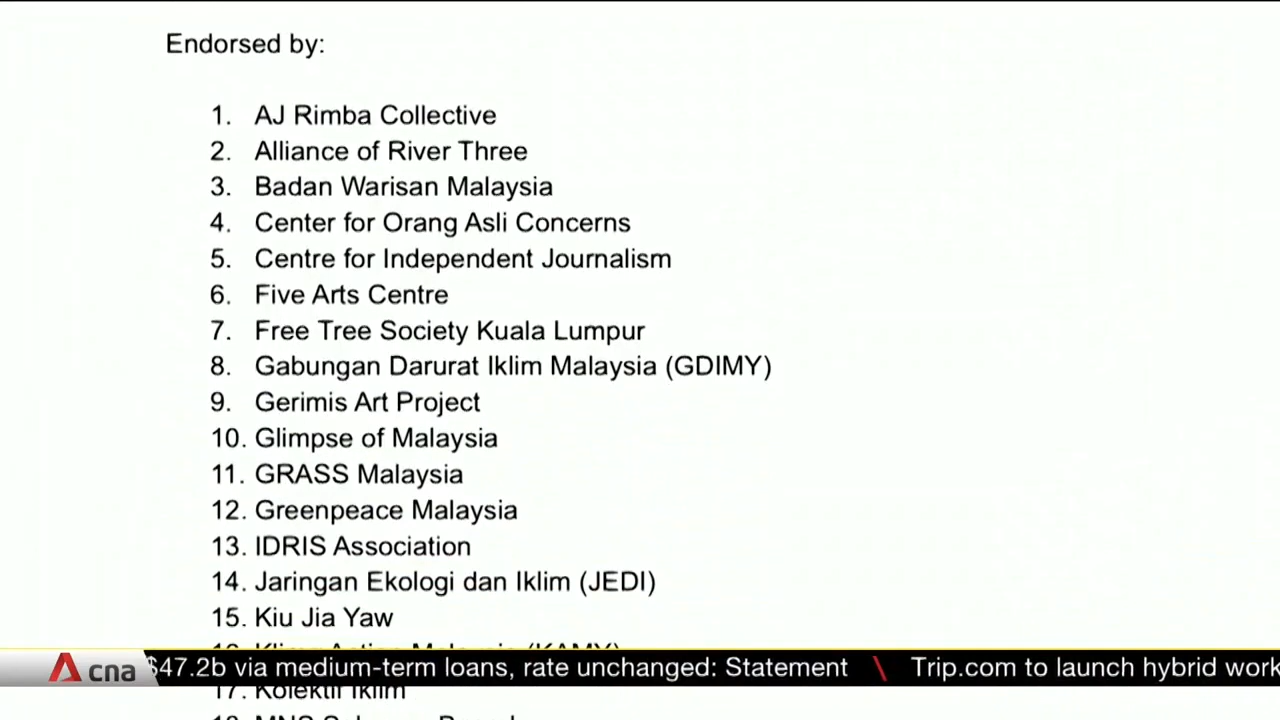 Endorsed by:
1. AJ Rimba Collective
2. Alliance of River Three
3. Badan Warisan Malaysia
4. Center for Orang Asli Concerns
5. Centre for Independent Journalism
6. Five Arts Centre
7. Free Tree Society Kuala Lumpur
8. Gabungan Darurat Iklim Malaysia (GDIMY)
9. Gerimis Art Project
10. Glimpse of Malaysia
11. GRASS Malaysia
12. Greenpeace Malaysia
13. IDRIS Association
14. Jaringan Ekologi dan Iklim (JEDI)
15. Kiu Jia Yaw
cna $47.2b via medium-term loans, rate unchanged: Statement \ Trip.com to launch hybrid work
17. Kolektif Iklim